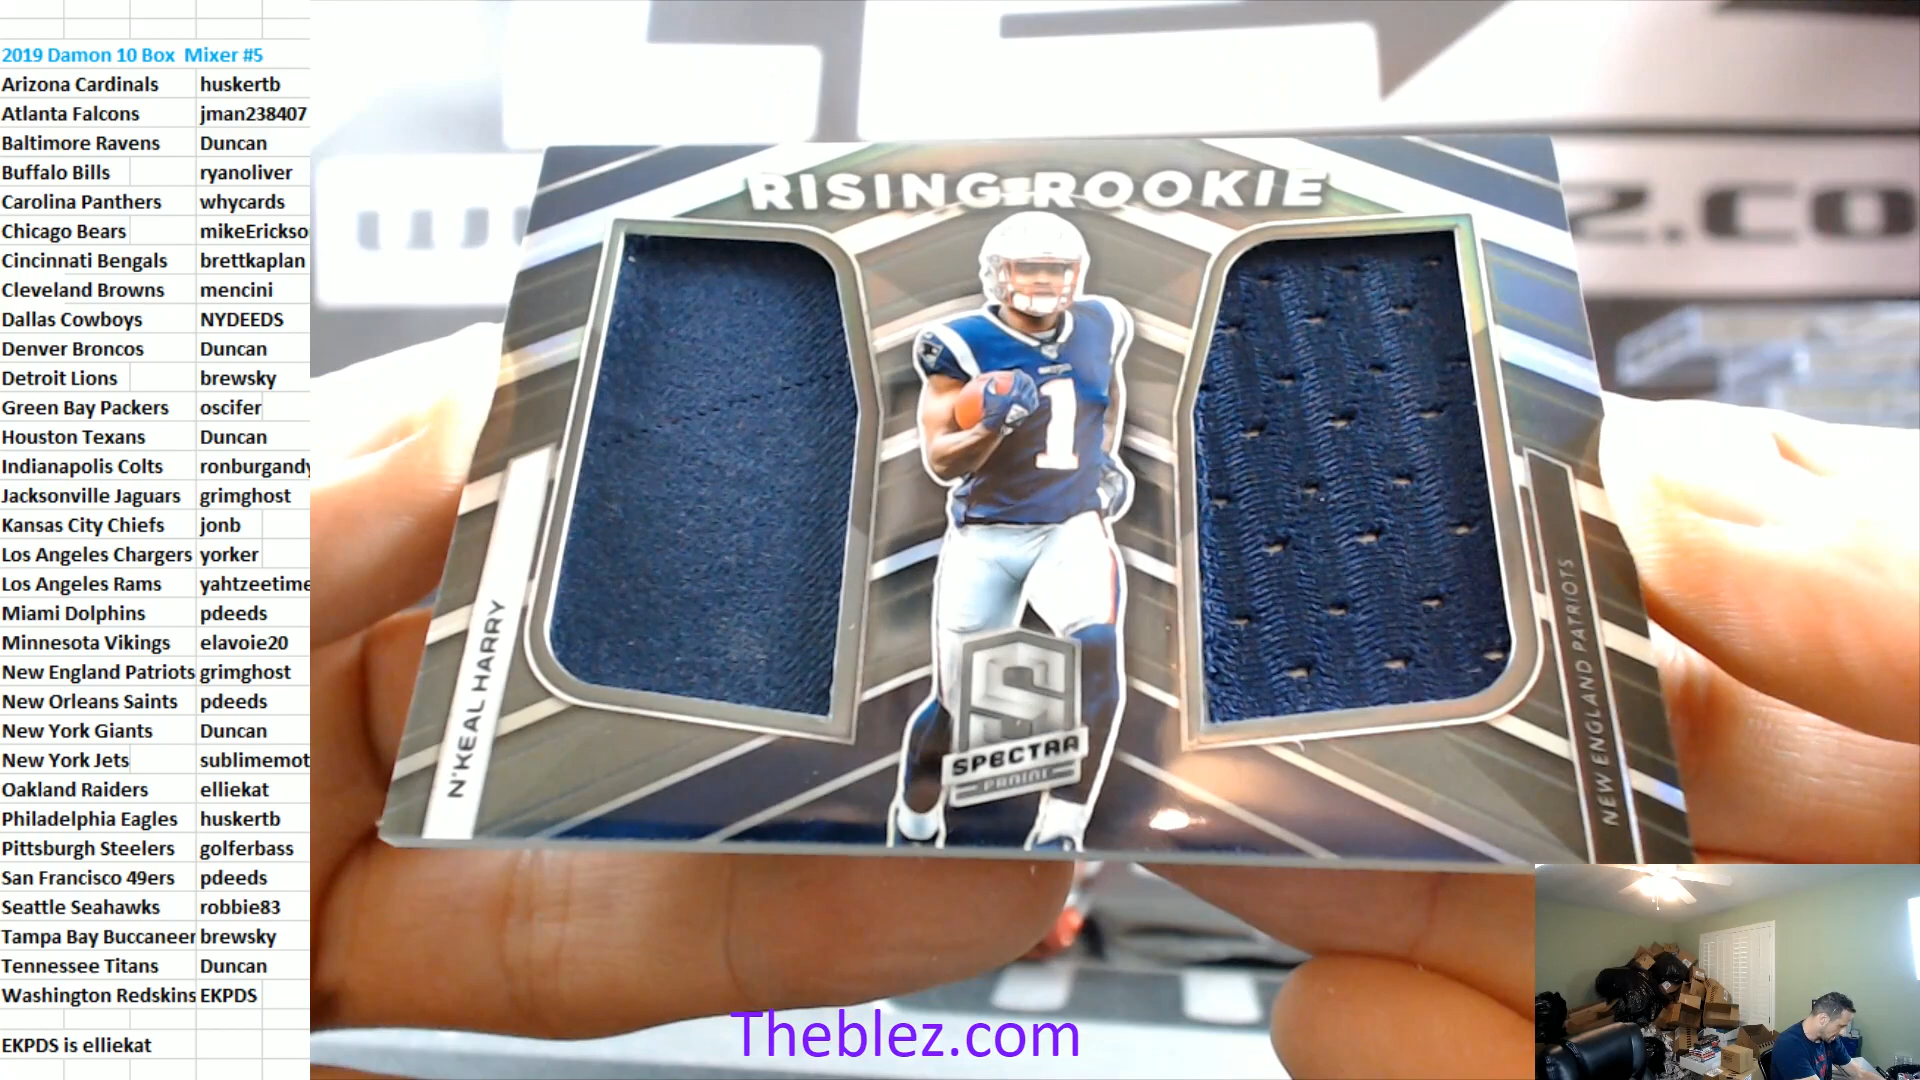 2019 Damon 10 Box Mixer #5
Arizona Cardinals huskertb
Atlanta Falcons jman238407
Baltimore Ravens Duncan
Buffalo Bills ryanoliver
Carolina Panthers whycards
Chicago Bears mikeErickso
Cincinnati Bengals brettkaplan
Cleveland Browns mencini
Dallas Cowboys NYDEEDS
Denver Broncos Duncan
Detroit Lions brewsky
Green Bay Packers oscifer
Houston Texans Duncan
Indianapolis Colts ronburgandy
Jacksonville Jaguars grimghost
Kansas City Chiefs jonb
Los Angeles Chargers yorker
Los Angeles Rams yahtzeetime
Miami Dolphins pdeeds
Minnesota Vikings elavoie20
New England Patriots grimghost
New Orleans Saints pdeeds
New York Giants Duncan
New York Jets sublimemot
Oakland Raiders elliekat
Philadelphia Eagles huskertb
Pittsburgh Steelers golferbass
San Francisco 49ers pdeeds
Seattle Seahawks robbie83
Tampa Bay Buccaneer brewsky
Tennessee Titans Duncan
Washington Redskins EKPDS
EKPDS is elliekat
RISING ROOKIE
1
N'KEAL HARRY
NEW ENGLAND PATRIOTS
S
SPECTRA
PANINI
Z.CO
Theblez.com